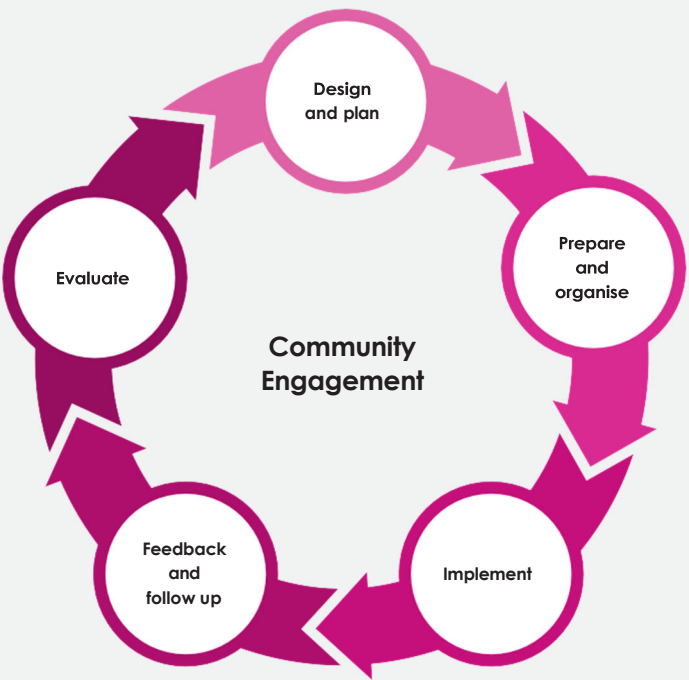 Design
and plan
Prepare
and
organise
Implement
Feedback
and
follow up
Evaluate
Community
Engagement